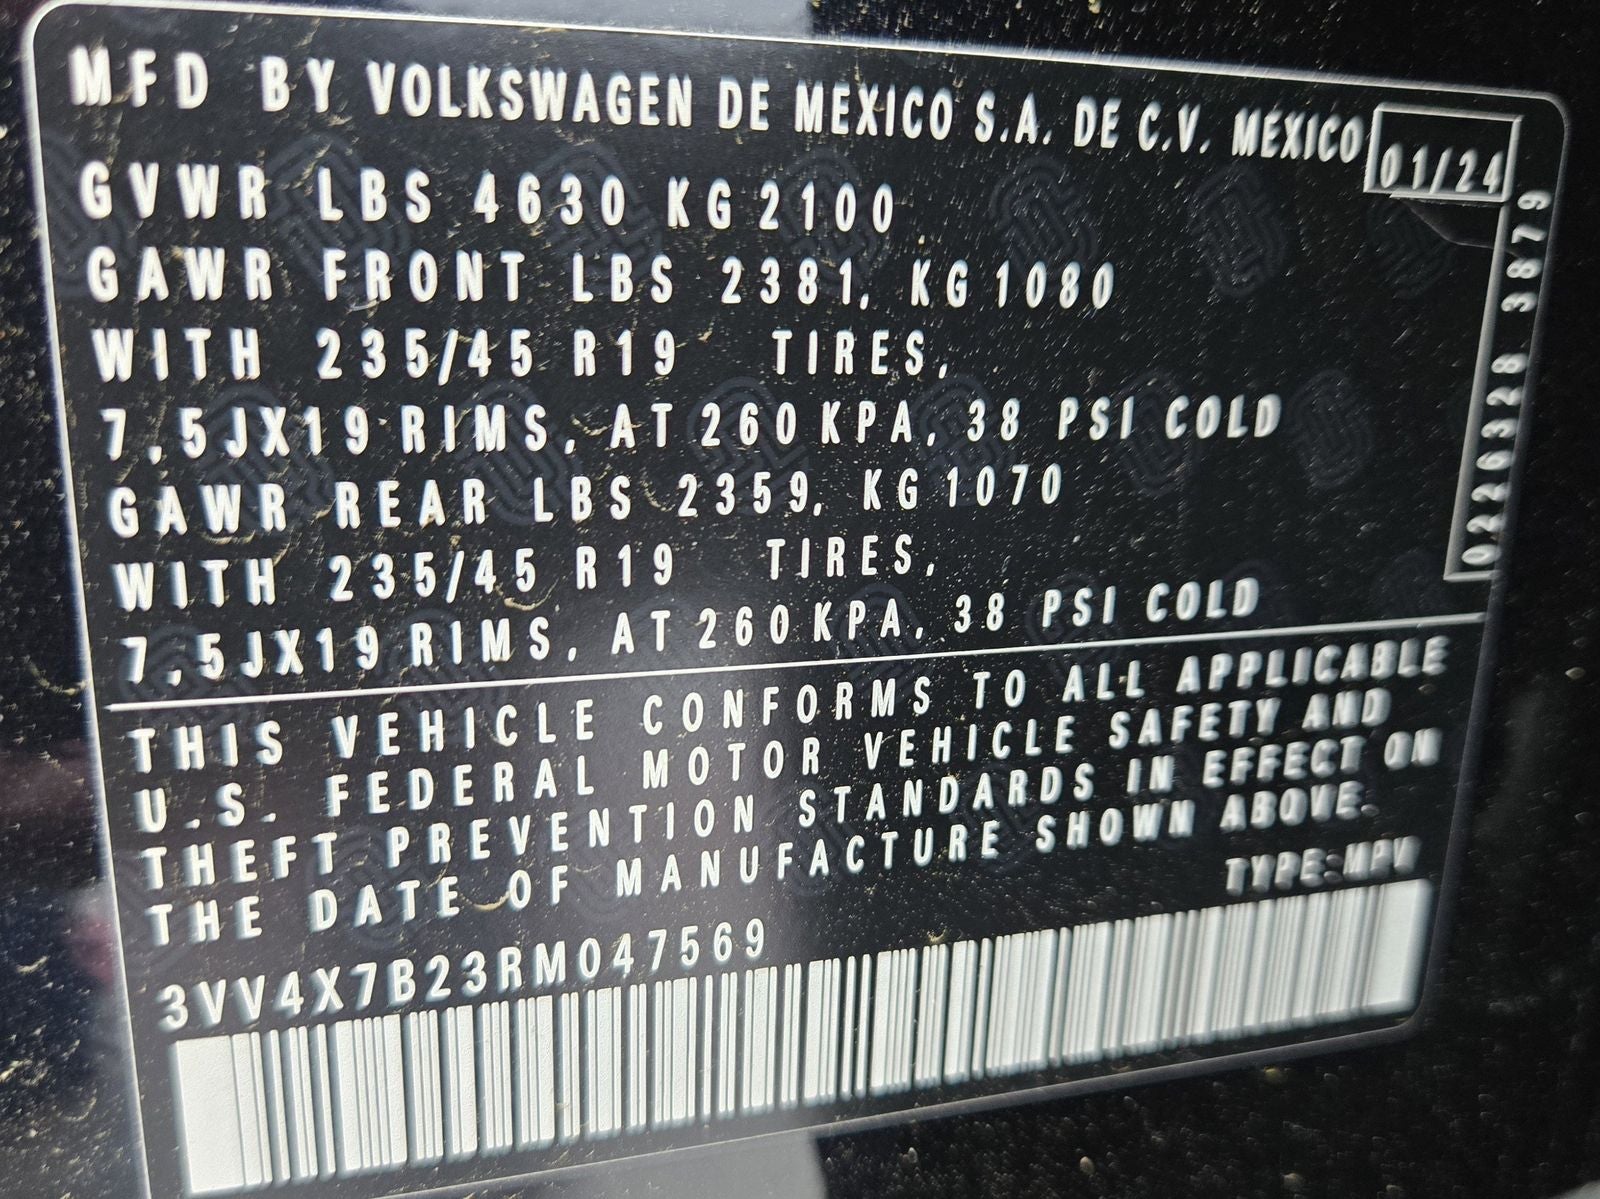 MFD BY VOLKSWAGEN DE MEXICO S.A. DE C.V. MEXICO 01/24
GVWR LBS 4630 KG 2100
GAWR FRONT LBS 2381, KG 1080
WITH 235/45 R19 TIRES,
7,5JX19 RIMS, AT 260 KPA, 38 PSI COLD
GAWR REAR LBS 2359, KG 1070
WITH 235/45 R19 TIRES,
7,5JX19 RIMS, AT 260 KPA, 38 PSI COLD
0226328 3879
THIS VEHICLE CONFORMS TO ALL APPLICABLE
U.S. FEDERAL MOTOR VEHICLE SAFETY AND
THEFT PREVENTION STANDARDS IN EFFECT ON
THE DATE OF MANUFACTURE SHOWN ABOVE.
TYPE:MPV
3VV4X7B23RM047569